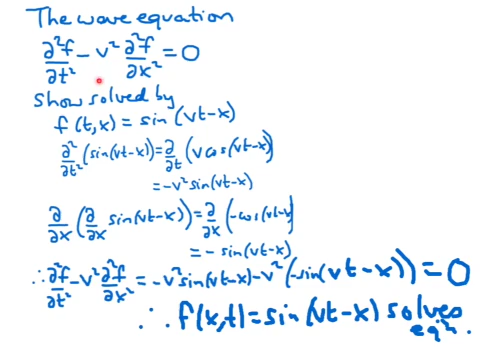 The wave equation
∂²f/∂t² - v² ∂²f/∂x² = 0
Show solved by
f(t,x) = sin(vt-x)
∂²/∂t² (sin(vt-x)) = ∂/∂t (v cos(vt-x))
= -v² sin(vt-x)
∂/∂x (∂/∂x sin(vt-x)) = ∂/∂x (-cos(vt-x)
= - sin(vt-x)
∴ ∂²f/∂t² - v² ∂²f/∂x² = -v² sin(vt-x) - v² (-sin(vt-x)) = 0
∴ f(x,t) = sin(vt-x) solves
eqⁿ.